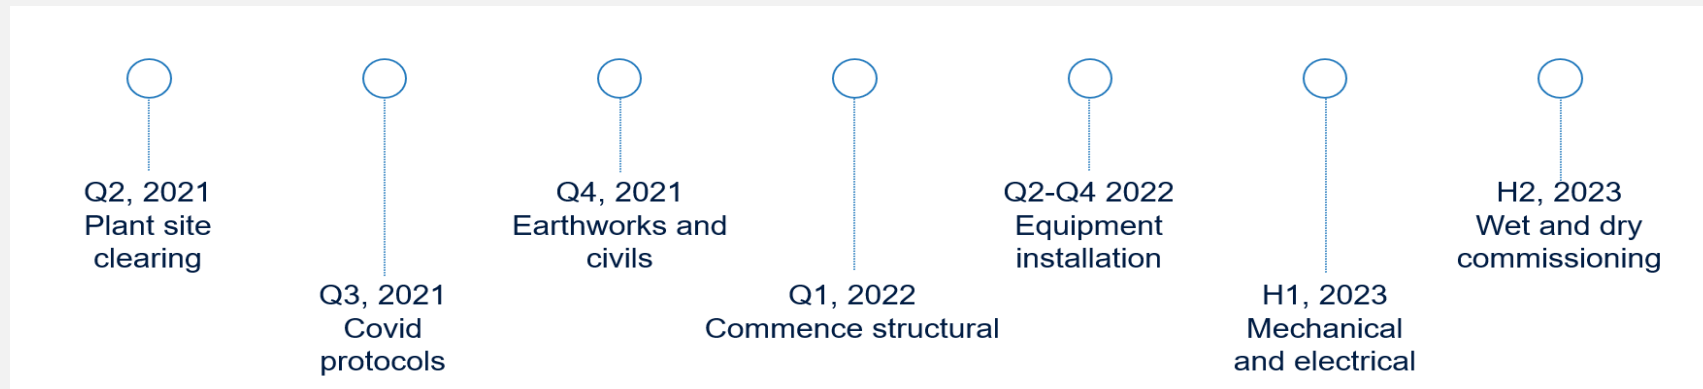 Q2, 2021
Plant site
clearing
Q3, 2021
Covid
protocols
Q4, 2021
Earthworks and
civils
Q1, 2022
Commence structural
Q2-Q4 2022
Equipment
installation
H1, 2023
Mechanical
and electrical
H2, 2023
Wet and dry
commissioning